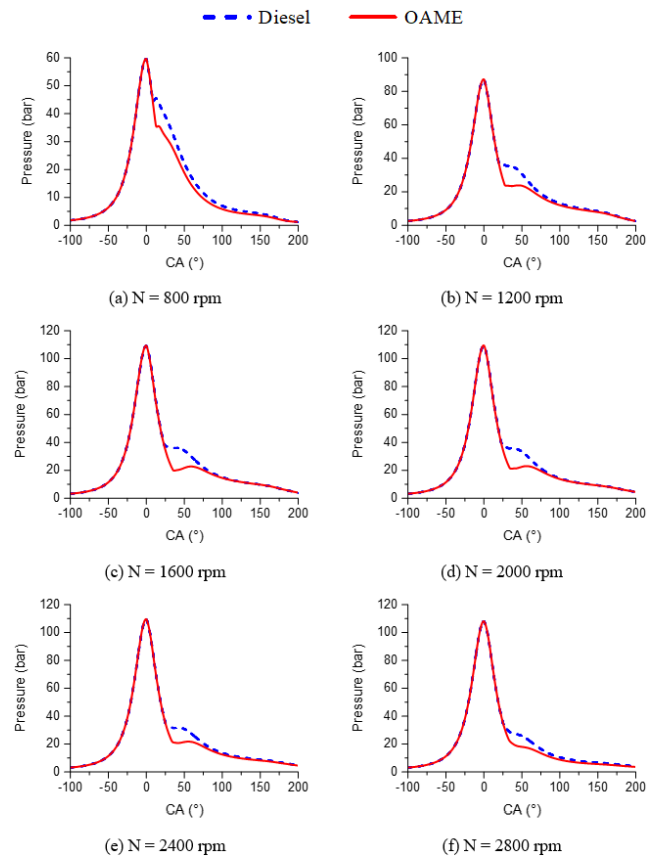 Diesel OAME
60
50
40
30
20
10
0
Pressure (bar)
-100 -50 0 50 100 150 200
CA (°)
(a) N = 800 rpm
100
80
60
40
20
0
Pressure (bar)
-100 -50 0 50 100 150 200
CA (°)
(b) N = 1200 rpm
120
100
80
60
40
20
0
Pressure (bar)
-100 -50 0 50 100 150 200
CA (°)
(c) N = 1600 rpm
120
100
80
60
40
20
0
Pressure (bar)
-100 -50 0 50 100 150 200
CA (°)
(d) N = 2000 rpm
120
100
80
60
40
20
0
Pressure (bar)
-100 -50 0 50 100 150 200
CA (°)
(e) N = 2400 rpm
120
100
80
60
40
20
0
Pressure (bar)
-100 -50 0 50 100 150 200
CA (°)
(f) N = 2800 rpm